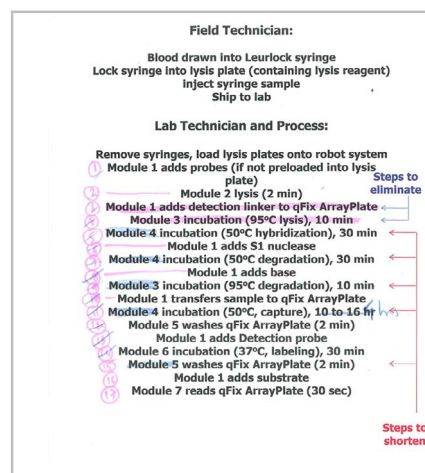 Field Technician:
Blood drawn into Leurlock syringe
Lock syringe into lysis plate (containing lysis reagent)
inject syringe sample
Ship to lab
Lab Technician and Process:
Remove syringes, load lysis plates onto robot system
Module 1 adds probes (if not preloaded into lysis
plate)
Steps to
eliminate
Module 2 lysis (2 min)
Module 1 adds detection linker to qFix ArrayPlate
Module 3 incubation (95ºC lysis), 10 min
Module 4 incubation (50ºC hybridization), 30 min
Module 1 adds S1 nuclease
Module 4 incubation (50ºC degradation), 30 min
Module 1 adds base
Module 3 incubation (95ºC degradation), 10 min
Module 1 transfers sample to qFix ArrayPlate
Module 4 incubation (50ºC, capture), 10 to 16 hr
Module 5 washes qFix ArrayPlate (2 min)
Module 1 adds Detection probe
Module 6 incubation (37ºC, labeling), 30 min
Module 5 washes qFix ArrayPlate (2 min)
Module 1 adds substrate
Module 7 reads qFix ArrayPlate (30 sec)
Steps to
shorten